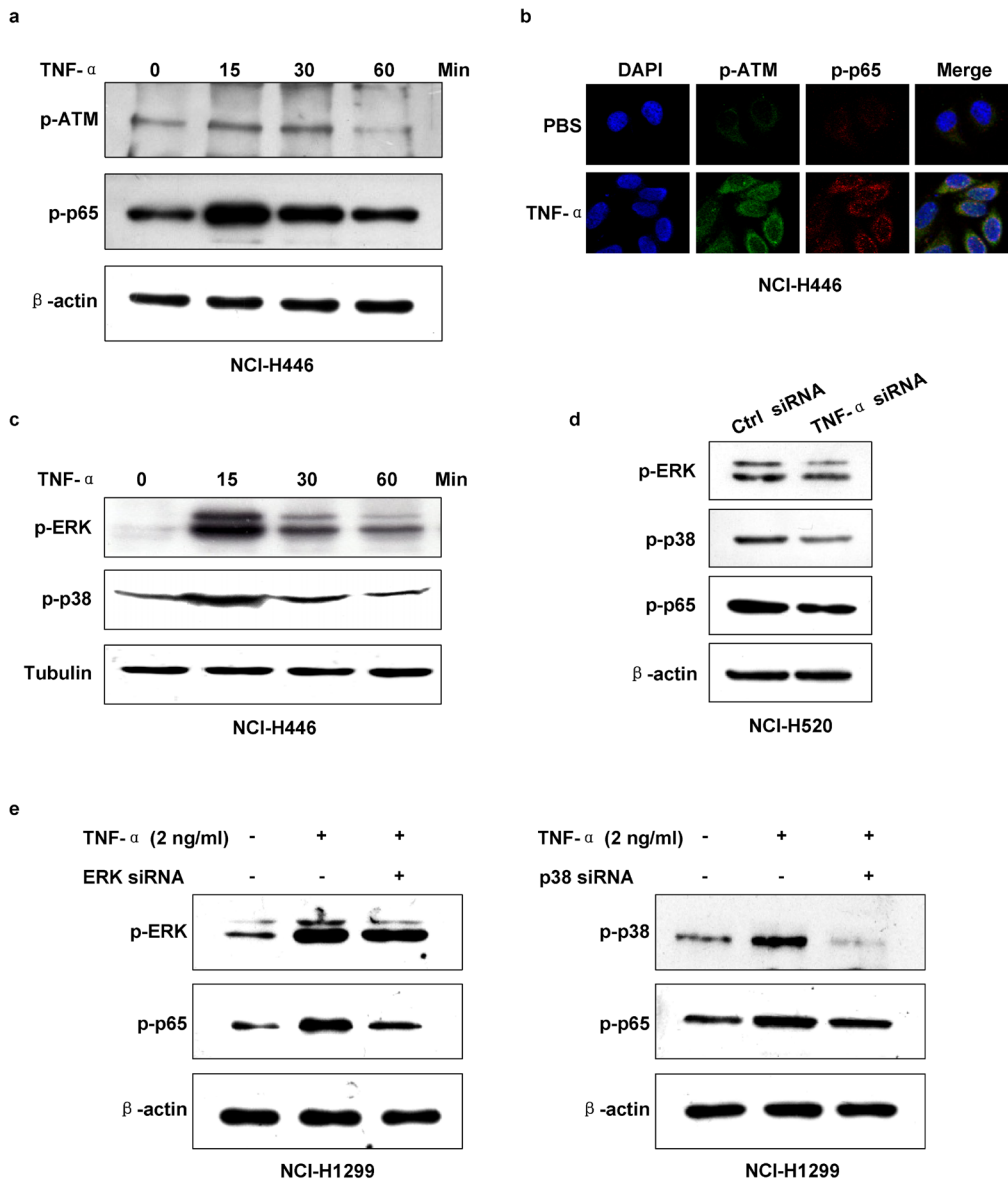 a
TNF-α 0 15 30 60 Min
p-ATM
p-p65
β-actin
NCI-H446
b
DAPI p-ATM p-p65 Merge
PBS
TNF-α
NCI-H446
c
TNF-α 0 15 30 60 Min
p-ERK
p-p38
Tubulin
NCI-H446
d
Ctrl siRNA TNF-α siRNA
p-ERK
p-p38
p-p65
β-actin
NCI-H520
e
TNF-α (2 ng/ml) - + +
ERK siRNA - - +
p-ERK
p-p65
β-actin
NCI-H1299
TNF-α (2 ng/ml) - + +
p38 siRNA - - +
p-p38
p-p65
β-actin
NCI-H1299